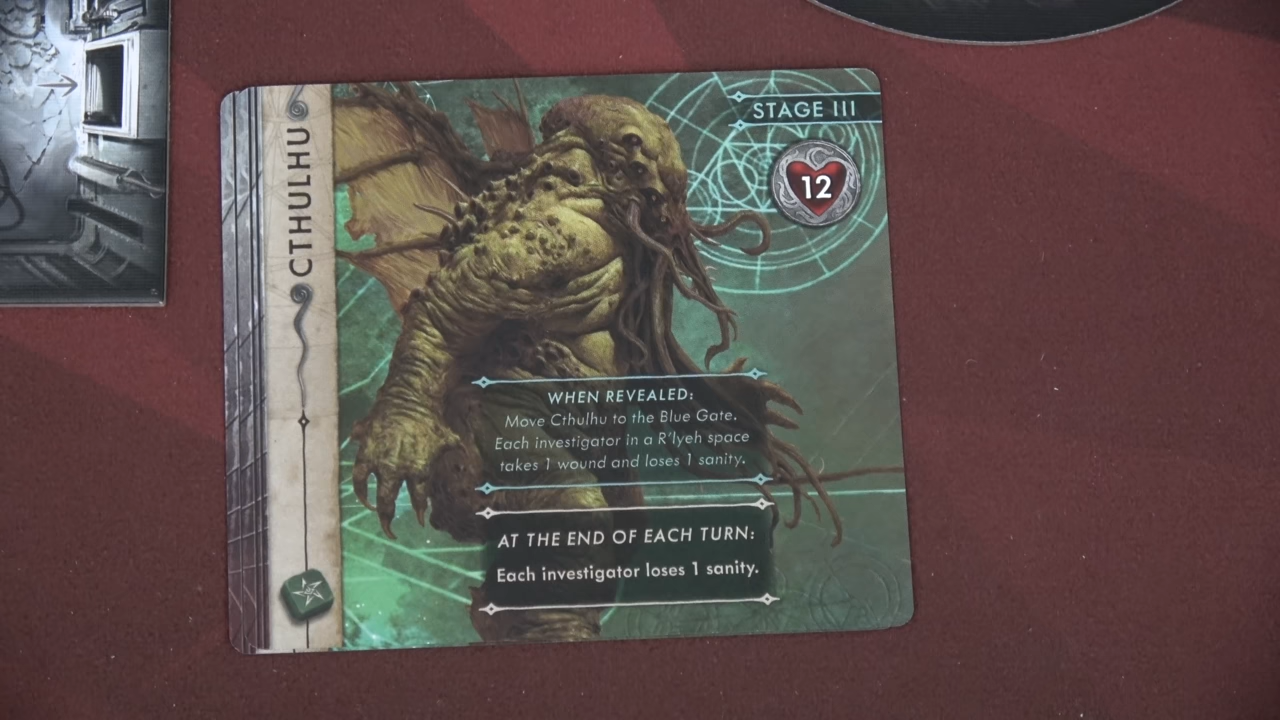 CTHULHU
STAGE III
12
WHEN REVEALED:
Move Cthulhu to the Blue Gate.
Each investigator in a R'lyeh space
takes 1 wound and loses 1 sanity.
AT THE END OF EACH TURN:
Each investigator loses 1 sanity.